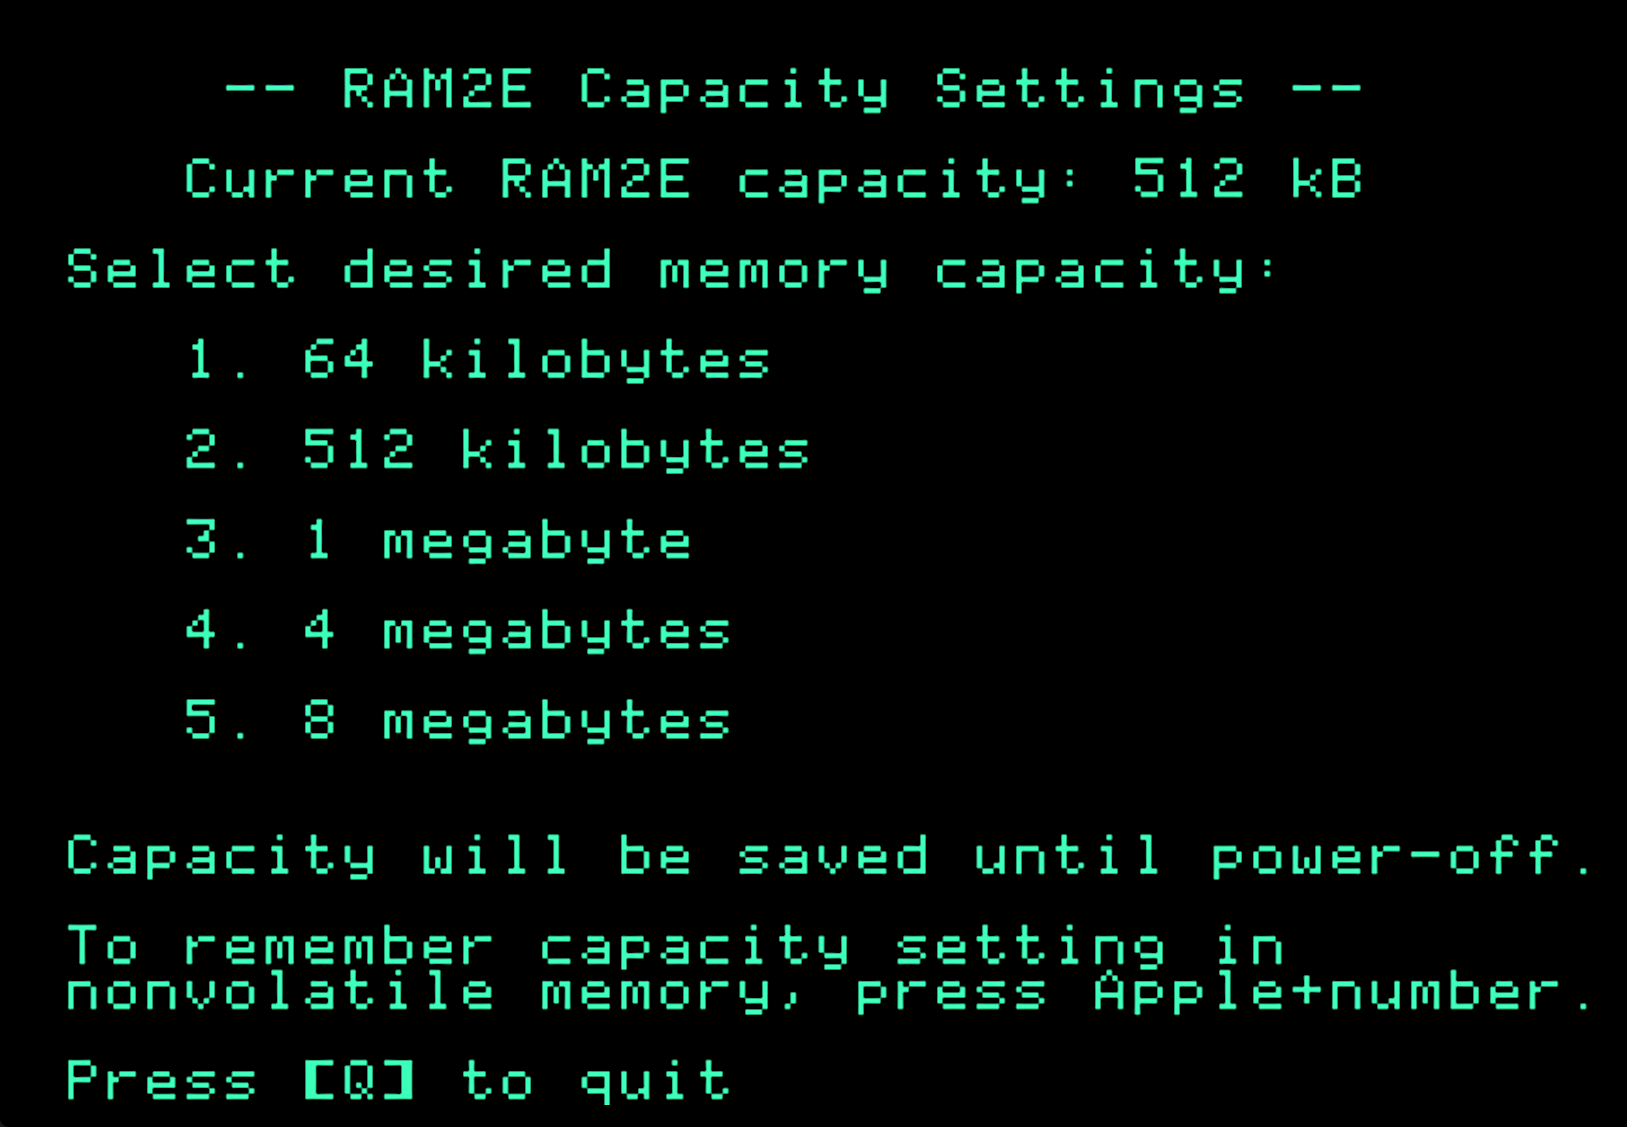 -- RAM2E Capacity Settings --
Current RAM2E capacity: 512 kB
Select desired memory capacity:
1. 64 kilobytes
2. 512 kilobytes
3. 1 megabyte
4. 4 megabytes
5. 8 megabytes
Capacity will be saved until power-off.
To remember capacity setting in
nonvolatile memory, press Apple+number.
Press [Q] to quit